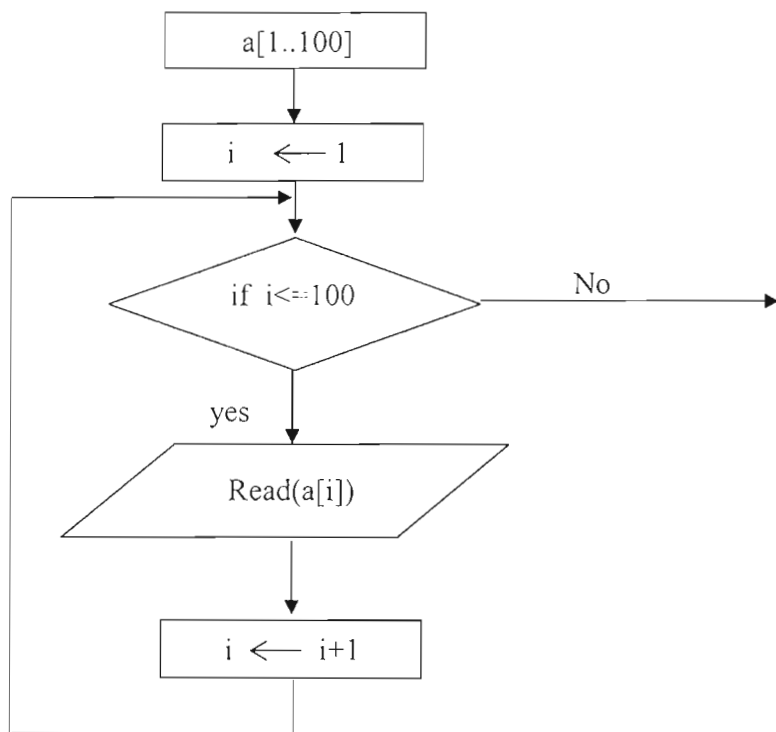 a[1..100]
i ← 1
if i<=100
No
yes
Read(a[i])
i ← i+1